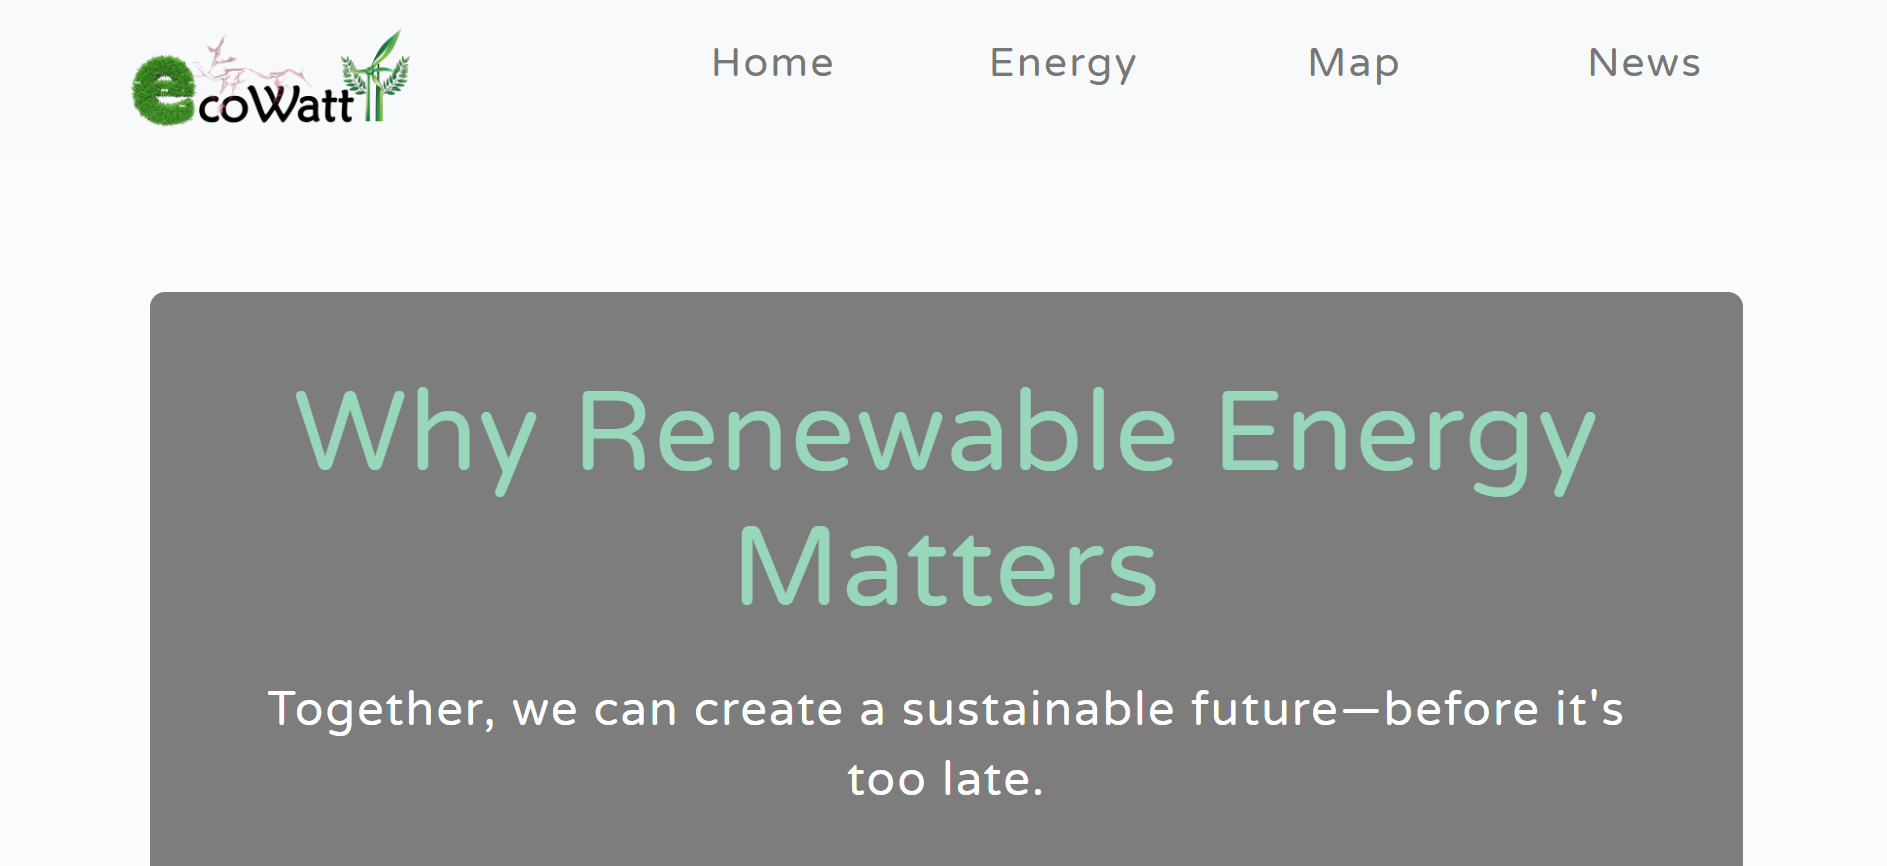 ecoWatt
Home Energy Map News
Why Renewable Energy
Matters
Together, we can create a sustainable future—before it's
too late.